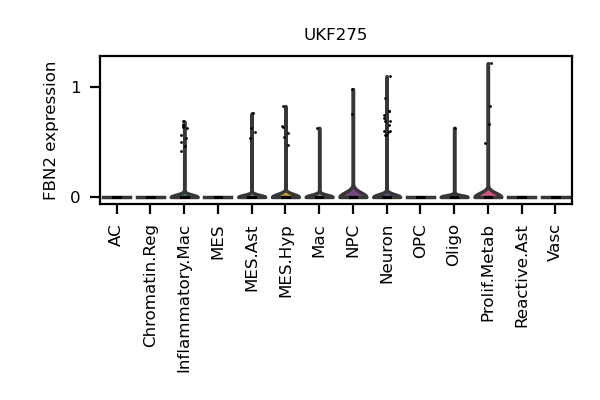 UKF275
FBN2 expression
1
0
AC
Chromatin.Reg
Inflammatory.Mac
MES
MES.Ast
MES.Hyp
Mac
NPC
Neuron
OPC
Oligo
Prolif.Metab
Reactive.Ast
Vasc